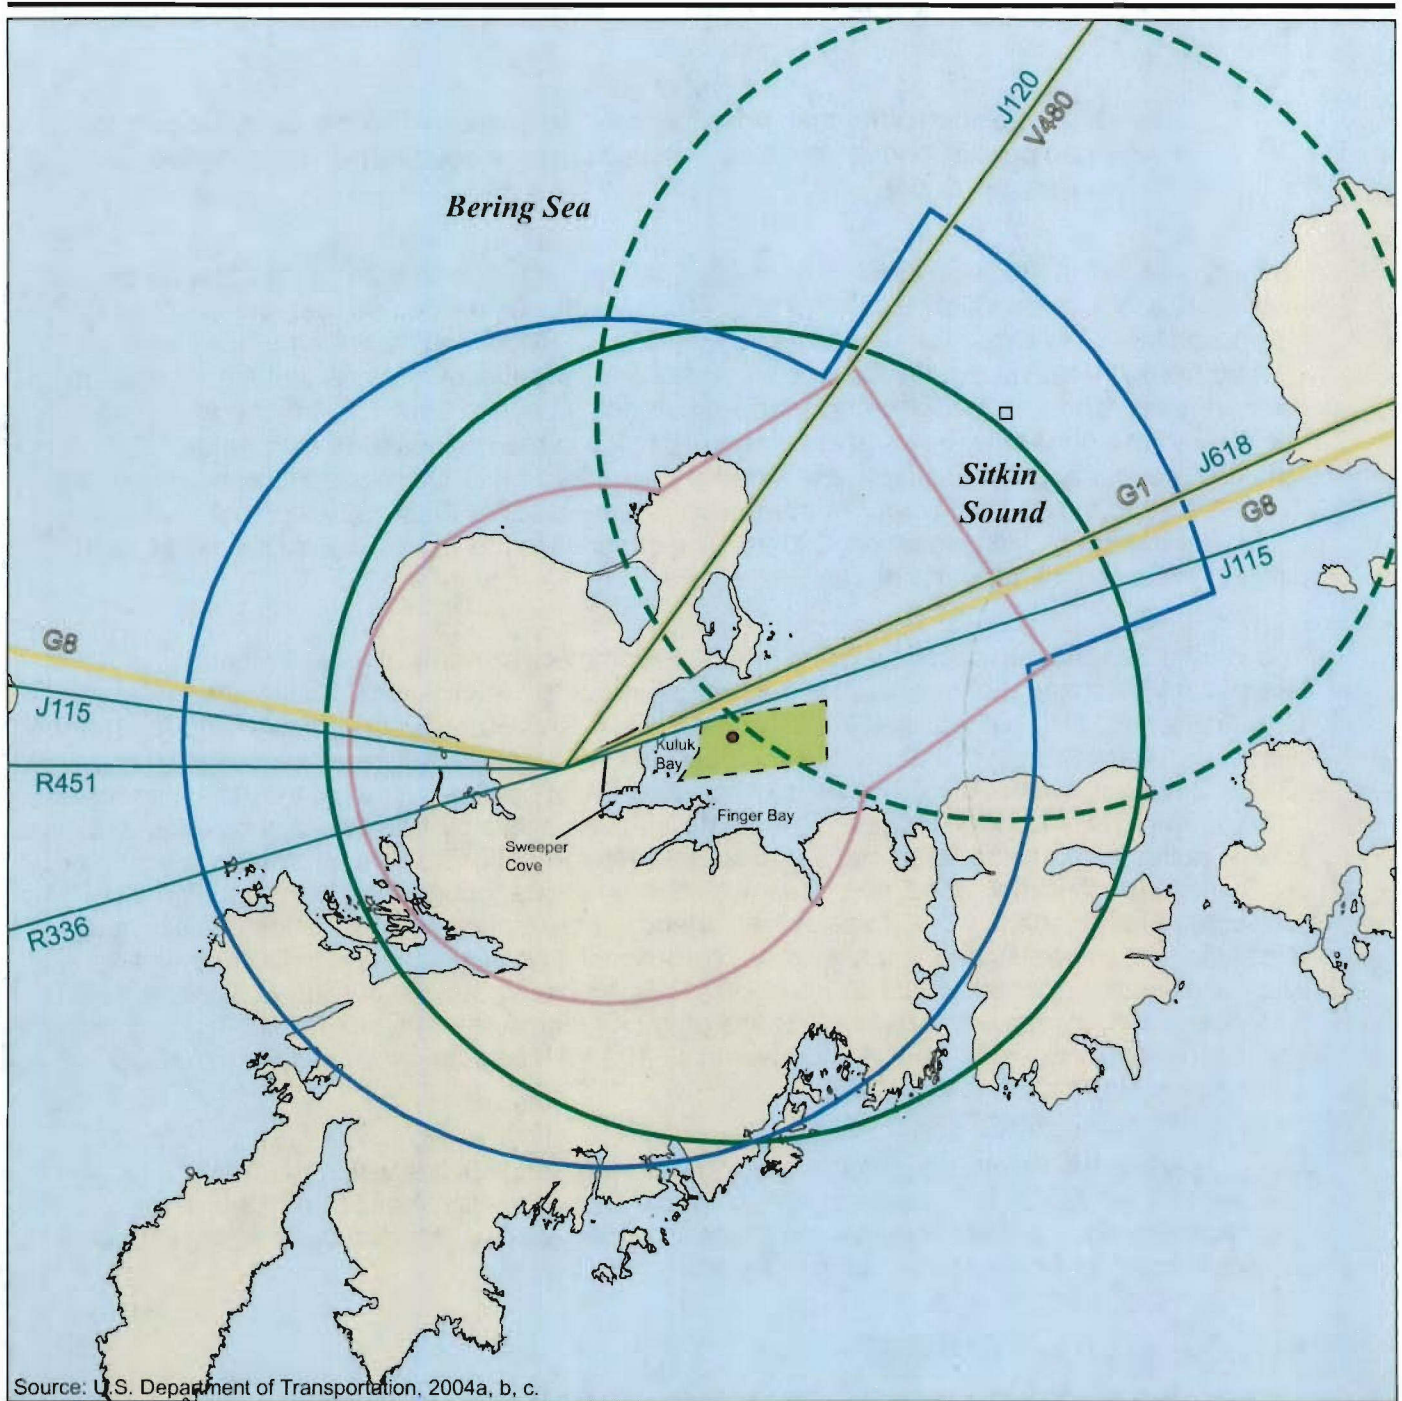 J120
V480
Bering Sea
J618
Sitkin
Sound
G1
G8
J115
G8
J115
Kuluk
Bay
R451
Finger Bay
Sweeper
Cove
R336
Source: U.S. Department of Transportation, 2004a, b, c.